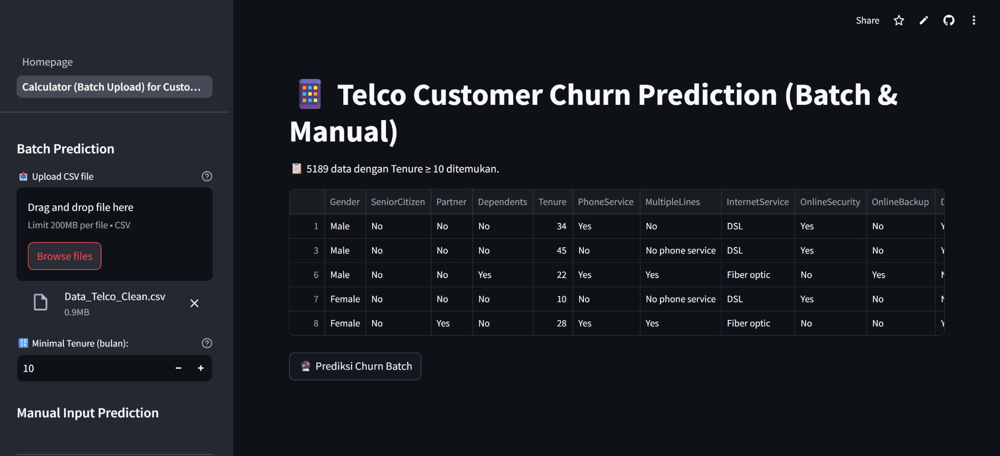 Share
Homepage
Calculator (Batch Upload) for Custo...
Batch Prediction
Upload CSV file
Drag and drop file here
Limit 200MB per file • CSV
Browse files
Data_Telco_Clean.csv
0.9MB
Minimal Tenure (bulan):
10
Manual Input Prediction
Telco Customer Churn Prediction (Batch &
Manual)
5189 data dengan Tenure ≥ 10 ditemukan.
Gender SeniorCitizen Partner Dependents Tenure PhoneService MultipleLines InternetService OnlineSecurity OnlineBackup
1 Male No No No 34 Yes No DSL Yes No
3 Male No No No 45 No No phone service DSL Yes No
6 Male No No Yes 22 Yes Yes Fiber optic No Yes
7 Female No No No 10 No No phone service DSL Yes No
8 Female No Yes No 28 Yes Yes Fiber optic No No
Prediksi Churn Batch